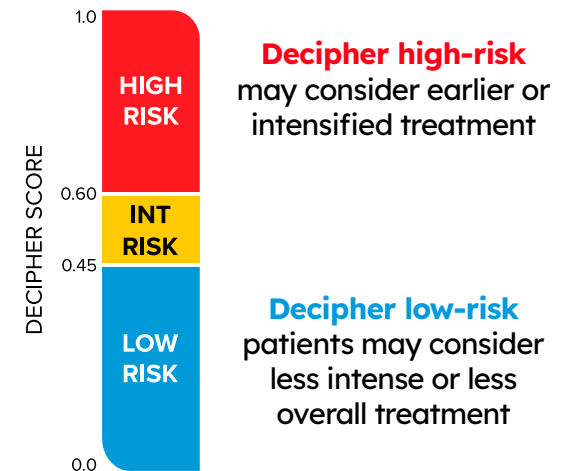 1.0
HIGH
RISK
0.60
INT
RISK
0.45
LOW
RISK
0.0
DECIPHER SCORE
Decipher high-risk
may consider earlier or
intensified treatment
Decipher low-risk
patients may consider
less intense or less
overall treatment